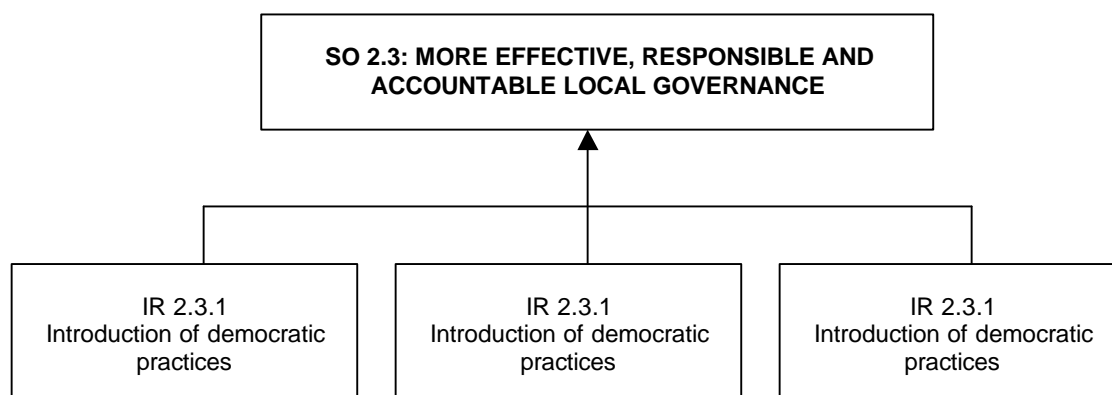 SO 2.3: MORE EFFECTIVE, RESPONSIBLE AND
ACCOUNTABLE LOCAL GOVERNANCE
IR 2.3.1
Introduction of democratic
practices
IR 2.3.1
Introduction of democratic
practices
IR 2.3.1
Introduction of democratic
practices